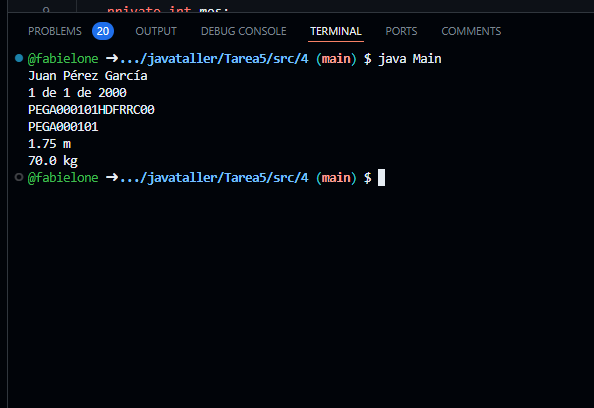 9 private int mes;
PROBLEMS 20 OUTPUT DEBUG CONSOLE TERMINAL PORTS COMMENTS
@fabielone ➜.../javataller/Tarea5/src/4 (main) $ java Main
Juan Pérez García
1 de 1 de 2000
PEGA000101HDFRRC00
PEGA000101
1.75 m
70.0 kg
@fabielone ➜.../javataller/Tarea5/src/4 (main) $